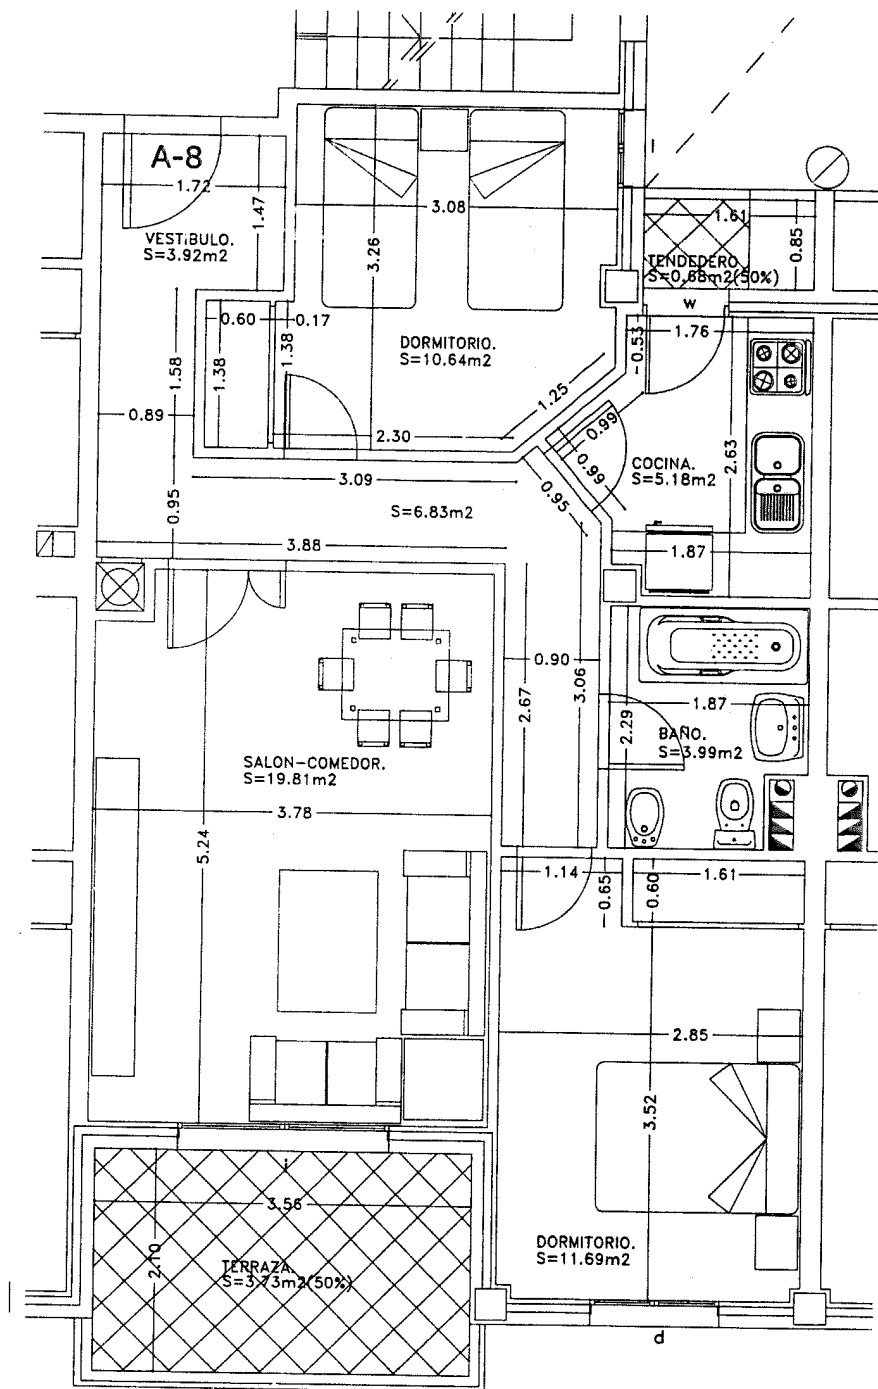 A-8
1.72
1.47
VESTIBULO.
S=3.92m2
3.08
3.26
1.61
0.85
TENDEDERO
S=0.68m2(50%)
w
0.60
0.17
1.38
1.38
1.58
DORMITORIO.
S=10.64m2
0.53
1.76
1.25
0.89
2.30
0.99
0.99
COCINA.
S=5.18m2
2.63
3.09
0.95
S=6.83m2
0.95
3.88
1.87
0.90
2.67
3.06
1.87
2.29
BAÑO.
S=3.99m2
SALON-COMEDOR.
S=19.81m2
3.78
5.24
1.14
0.65
0.60
1.61
2.85
3.52
DORMITORIO.
S=11.69m2
3.56
2.10
TERRAZA.
S=3.73m2(50%)
d